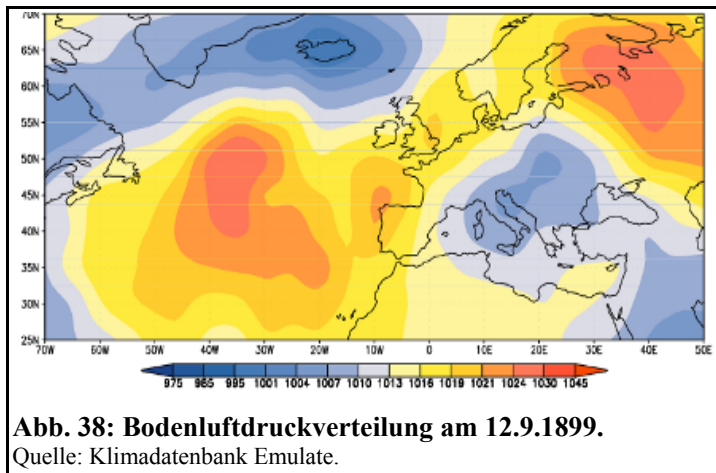 70N
65N
60N
55N
50N
45N
40N
35N
30N
25N
70W 60W 50W 40W 30W 20W 10W 0 10E 20E 30E 40E 50E
975 985 995 1001 1004 1007 1010 1013 1016 1019 1021 1024 1030 1045
Abb. 38: Bodenluftdruckverteilung am 12.9.1899.
Quelle: Klimadatenbank Emulate.